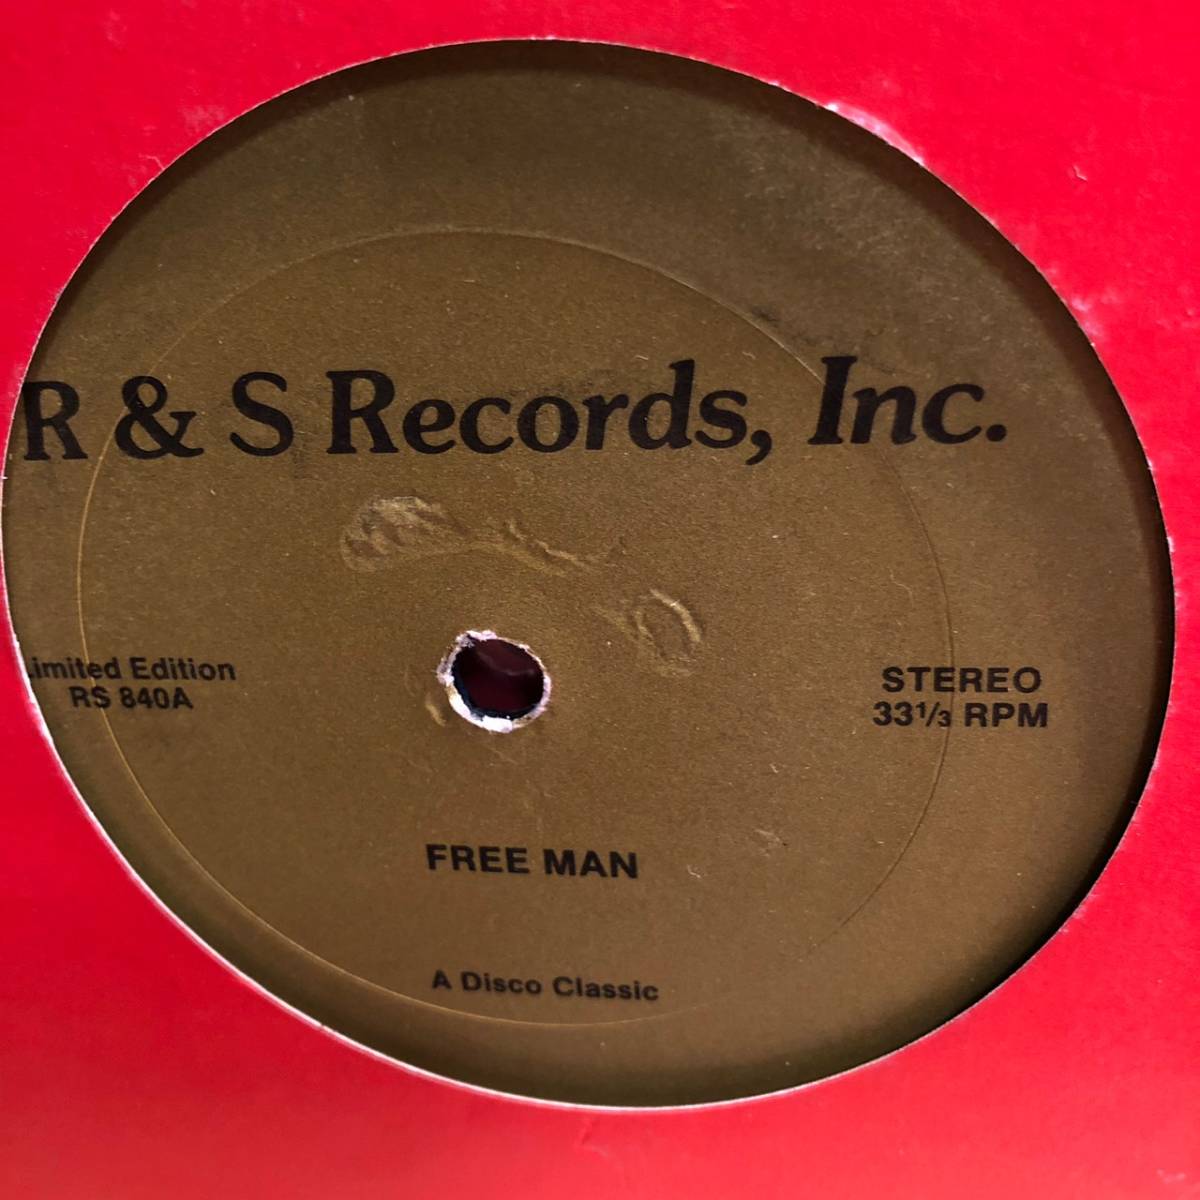 R & S Records, Inc.
Limited Edition
RS 840A
STEREO
33⅓ RPM
FREE MAN
A Disco Classic